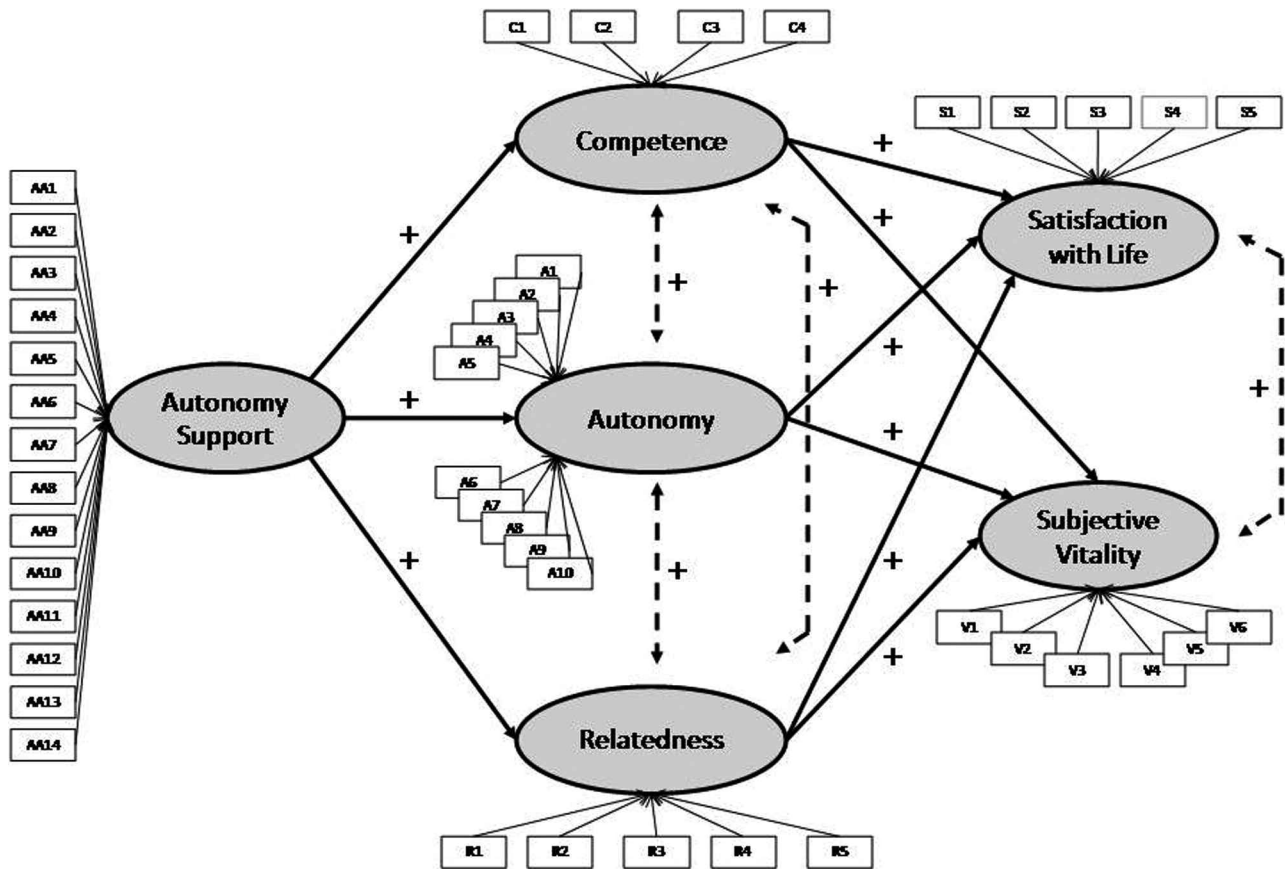 C1
C2
C3
C4
Competence
S1
S2
S3
S4
S5
Satisfaction
with Life
AA1
AA2
AA3
AA4
AA5
AA6
AA7
AA8
AA9
AA10
AA11
AA12
AA13
AA14
Autonomy
Support
A1
A2
A3
A4
A5
Autonomy
A6
A7
A8
A9
A10
Subjective
Vitality
V1
V2
V3
V4
V5
V6
Relatedness
R1
R2
R3
R4
R5
+
+
+
+
+
+
+
+
+
+
+
+
+